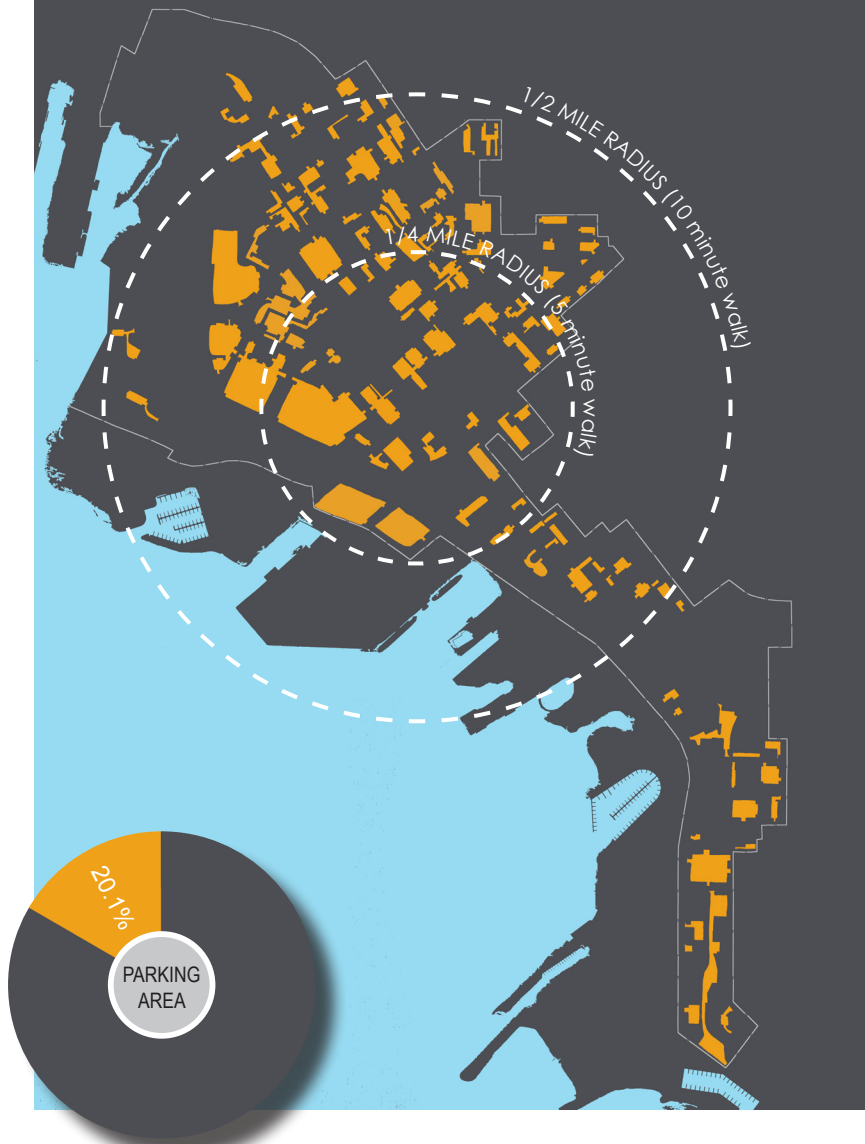 1/2 MILE RADIUS (10 minute walk)
1/4 MILE RADIUS (5 minute walk)
20.1%
PARKING
AREA